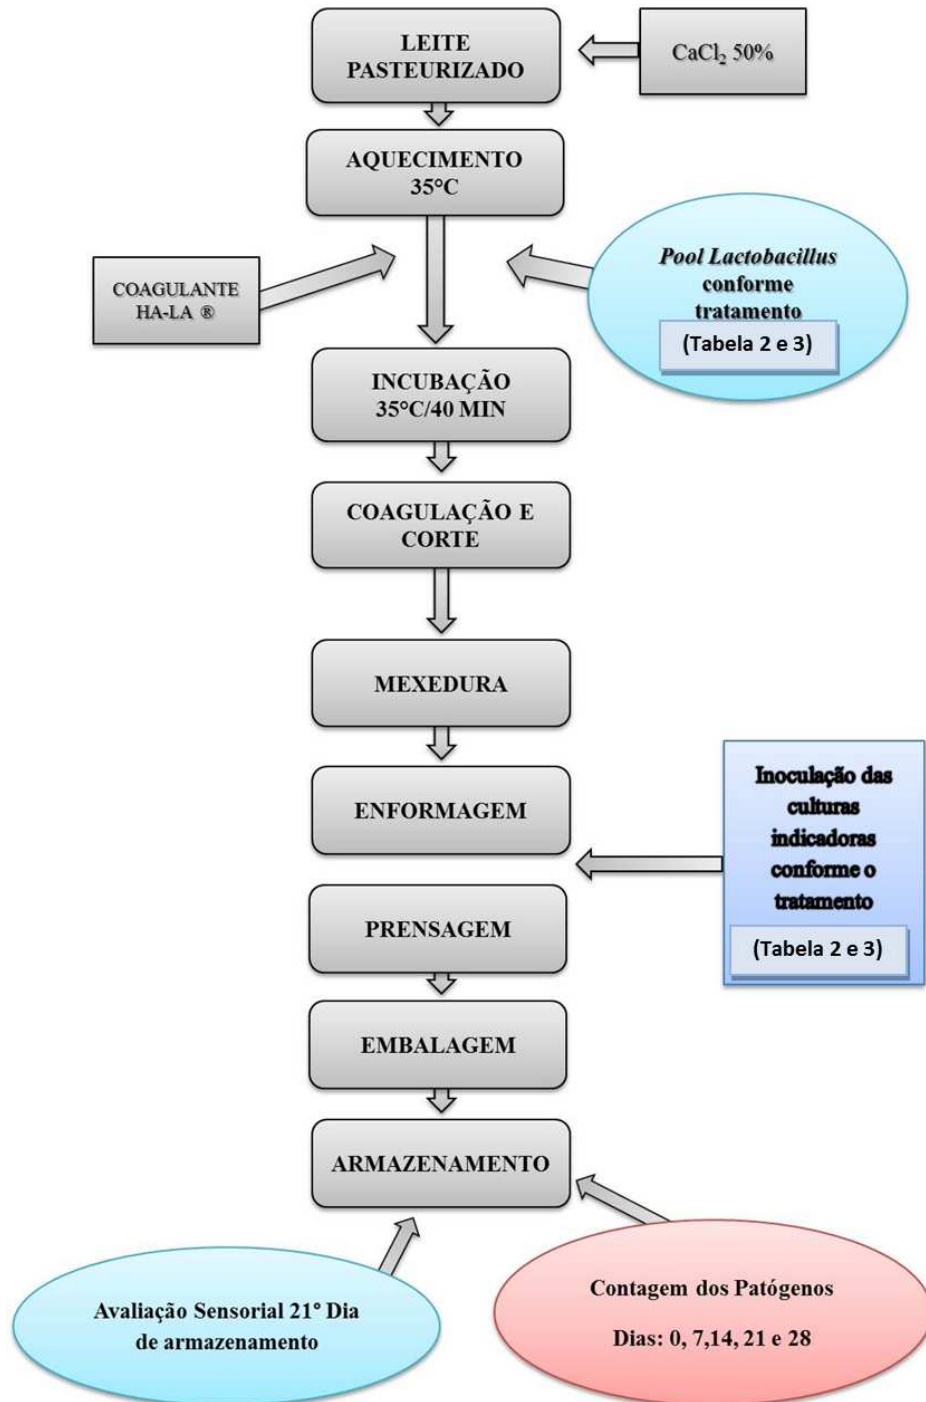 LEITE
PASTEURIZADO
CaCl₂ 50%
AQUECIMENTO
35°C
COAGULANTE
HA-LA ®
Pool Lactobacillus
conforme
tratamento
(Tabela 2 e 3)
INCUBAÇÃO
35°C/40 MIN
COAGULAÇÃO E
CORTE
MEXEDURA
ENFORMAGEM
Inoculação das
culturas
indicadoras
conforme o
tratamento
(Tabela 2 e 3)
PRENSAGEM
EMBALAGEM
ARMAZENAMENTO
Avaliação Sensorial 21° Dia
de armazenamento
Contagem dos Patógenos
Dias: 0, 7,14, 21 e 28